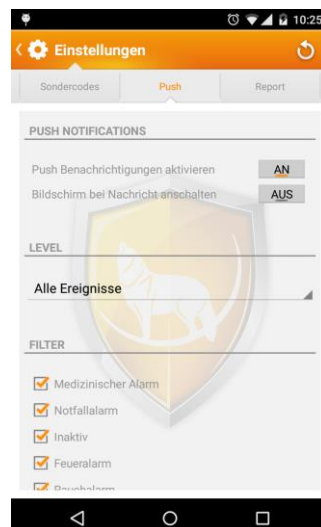 10:25
Einstellungen
Sondercodes Push Report
PUSH NOTIFICATIONS
Push Benachrichtigungen aktivieren AN
Bildschirm bei Nachricht anschalten AUS
LEVEL
Alle Ereignisse
FILTER
Medizinischer Alarm
Notfallalarm
Inaktiv
Feueralarm